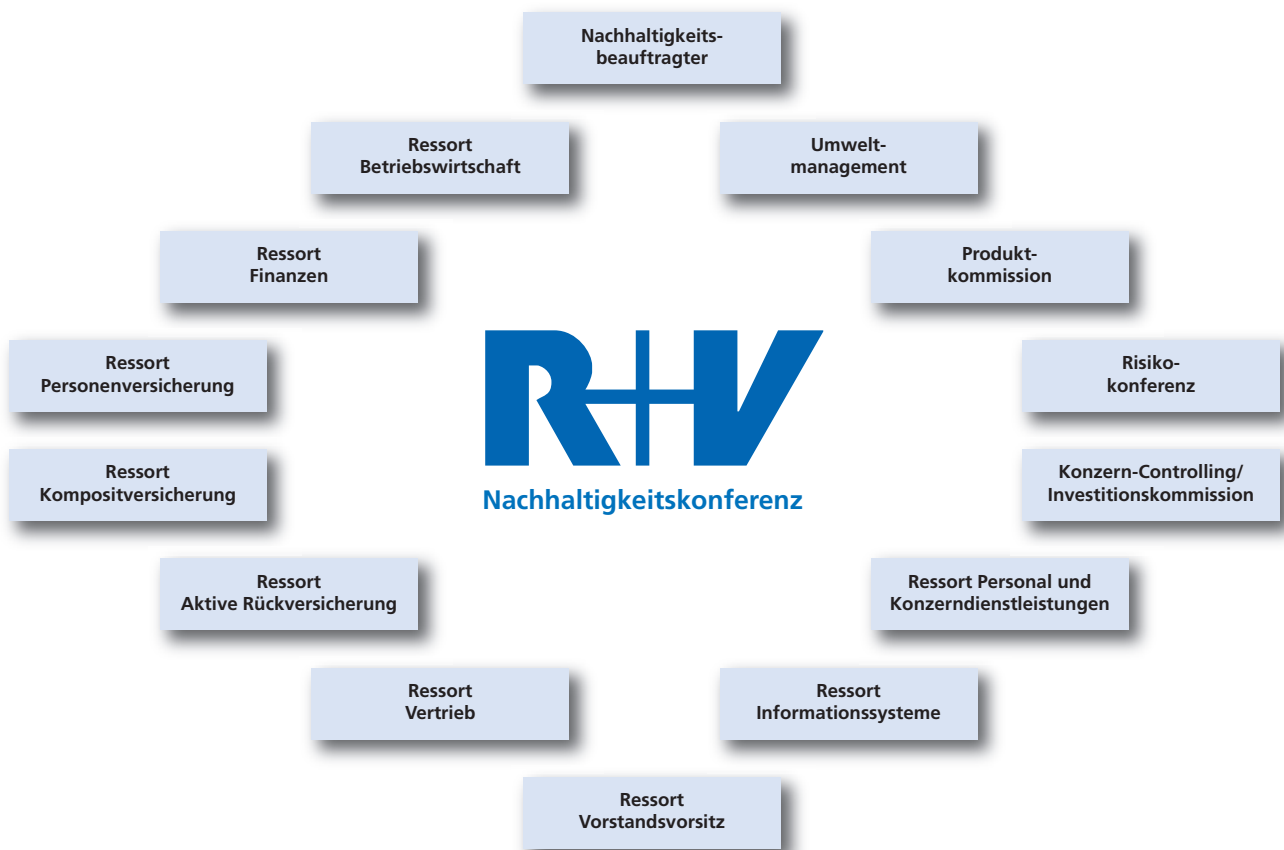 Nachhaltigkeits-
beauftragter
Ressort
Betriebswirtschaft
Umwelt-
management
Ressort
Finanzen
Produkt-
kommission
Ressort
Personenversicherung
R+V
Nachhaltigkeitskonferenz
Risiko-
konferenz
Ressort
Kompositversicherung
Konzern-Controlling/
Investitionskommission
Ressort
Aktive Rückversicherung
Ressort Personal und
Konzerndienstleistungen
Ressort
Vertrieb
Ressort
Informationssysteme
Ressort
Vorstandsvorsitz